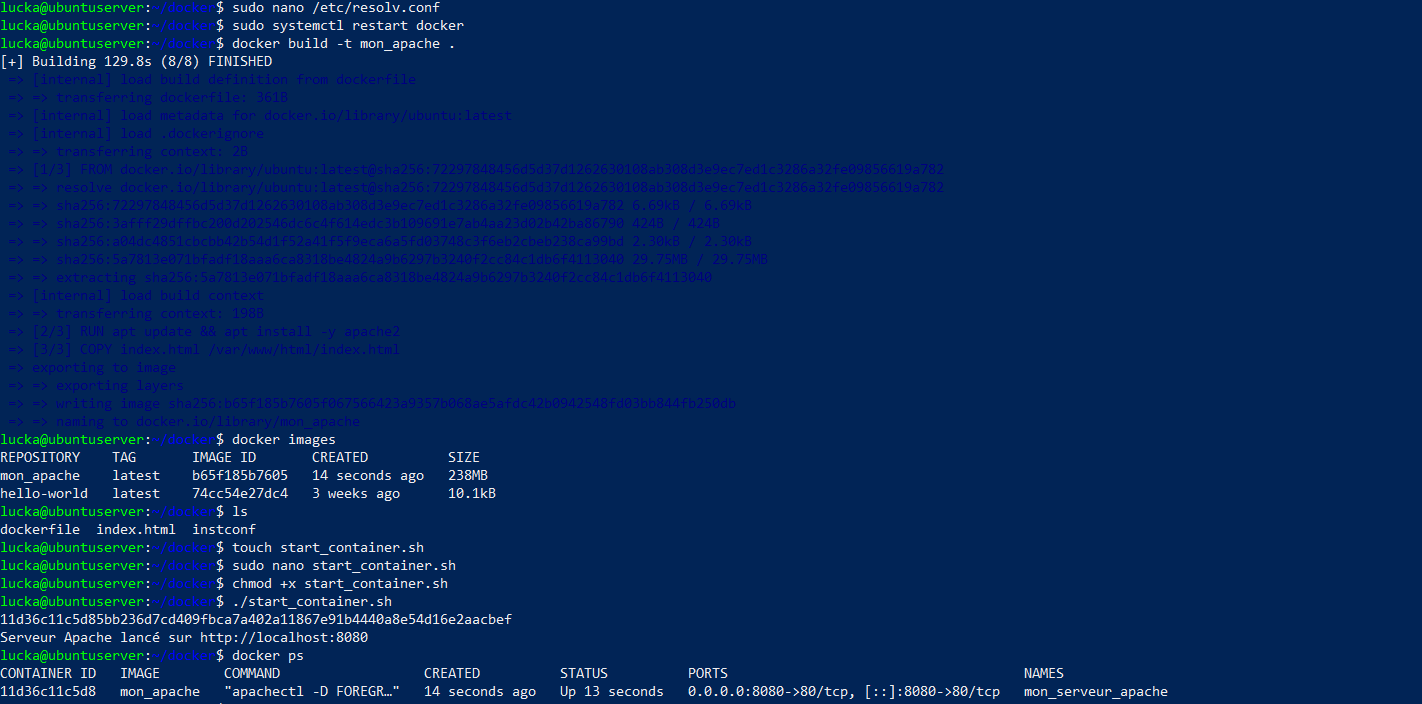 lucka@ubuntuserver:~/docker$ sudo nano /etc/resolv.conf
lucka@ubuntuserver:~/docker$ sudo systemctl restart docker
lucka@ubuntuserver:~/docker$ docker build -t mon_apache .
[+] Building 129.8s (8/8) FINISHED
=> [internal] load build definition from dockerfile
=> => transferring dockerfile: 361B
=> [internal] load metadata for docker.io/library/ubuntu:latest
=> [internal] load .dockerignore
=> => transferring context: 2B
=> [1/3] FROM docker.io/library/ubuntu:latest@sha256:72297848456d5d37d1262630108ab308d3e9ec7ed1c3286a32fe09856619a782
=> => resolve docker.io/library/ubuntu:latest@sha256:72297848456d5d37d1262630108ab308d3e9ec7ed1c3286a32fe09856619a782
=> => sha256:72297848456d5d37d1262630108ab308d3e9ec7ed1c3286a32fe09856619a782 6.69kB / 6.69kB
=> => sha256:3afff29dffbc200d202546dc6c4f614edc3b109691e7ab4aa23d02b42ba86790 424B / 424B
=> => sha256:a04dc4851cbcbb42b54d1f52a41f5f9eca6a5fd03748c3f6eb2cbeb238ca99bd 2.30kB / 2.30kB
=> => sha256:5a7813e071bfadf18aaa6ca8318be4824a9b6297b3240f2cc84c1db6f4113040 29.75MB / 29.75MB
=> => extracting sha256:5a7813e071bfadf18aaa6ca8318be4824a9b6297b3240f2cc84c1db6f4113040
=> [internal] load build context
=> => transferring context: 198B
=> [2/3] RUN apt update && apt install -y apache2
=> [3/3] COPY index.html /var/www/html/index.html
=> exporting to image
=> => exporting layers
=> => writing image sha256:b65f185b7605f067566423a9357b068ae5afdc42b0942548fd03bb844fb250db
=> => naming to docker.io/library/mon_apache
lucka@ubuntuserver:~/docker$ docker images
REPOSITORY TAG IMAGE ID CREATED SIZE
mon_apache latest b65f185b7605 14 seconds ago 238MB
hello-world latest 74cc54e27dc4 3 weeks ago 10.1kB
lucka@ubuntuserver:~/docker$ ls
dockerfile index.html instconf
lucka@ubuntuserver:~/docker$ touch start_container.sh
lucka@ubuntuserver:~/docker$ sudo nano start_container.sh
lucka@ubuntuserver:~/docker$ chmod +x start_container.sh
lucka@ubuntuserver:~/docker$ ./start_container.sh
11d36c11c5d85bb236d7cd409fbca7a402a11867e91b4440a8e54d16e2aacbef
Serveur Apache lancé sur http://localhost:8080
lucka@ubuntuserver:~/docker$ docker ps
CONTAINER ID IMAGE COMMAND CREATED STATUS PORTS NAMES
11d36c11c5d8 mon_apache "apachectl -D FOREGR…" 14 seconds ago Up 13 seconds 0.0.0.0:8080->80/tcp, [::]:8080->80/tcp mon_serveur_apache